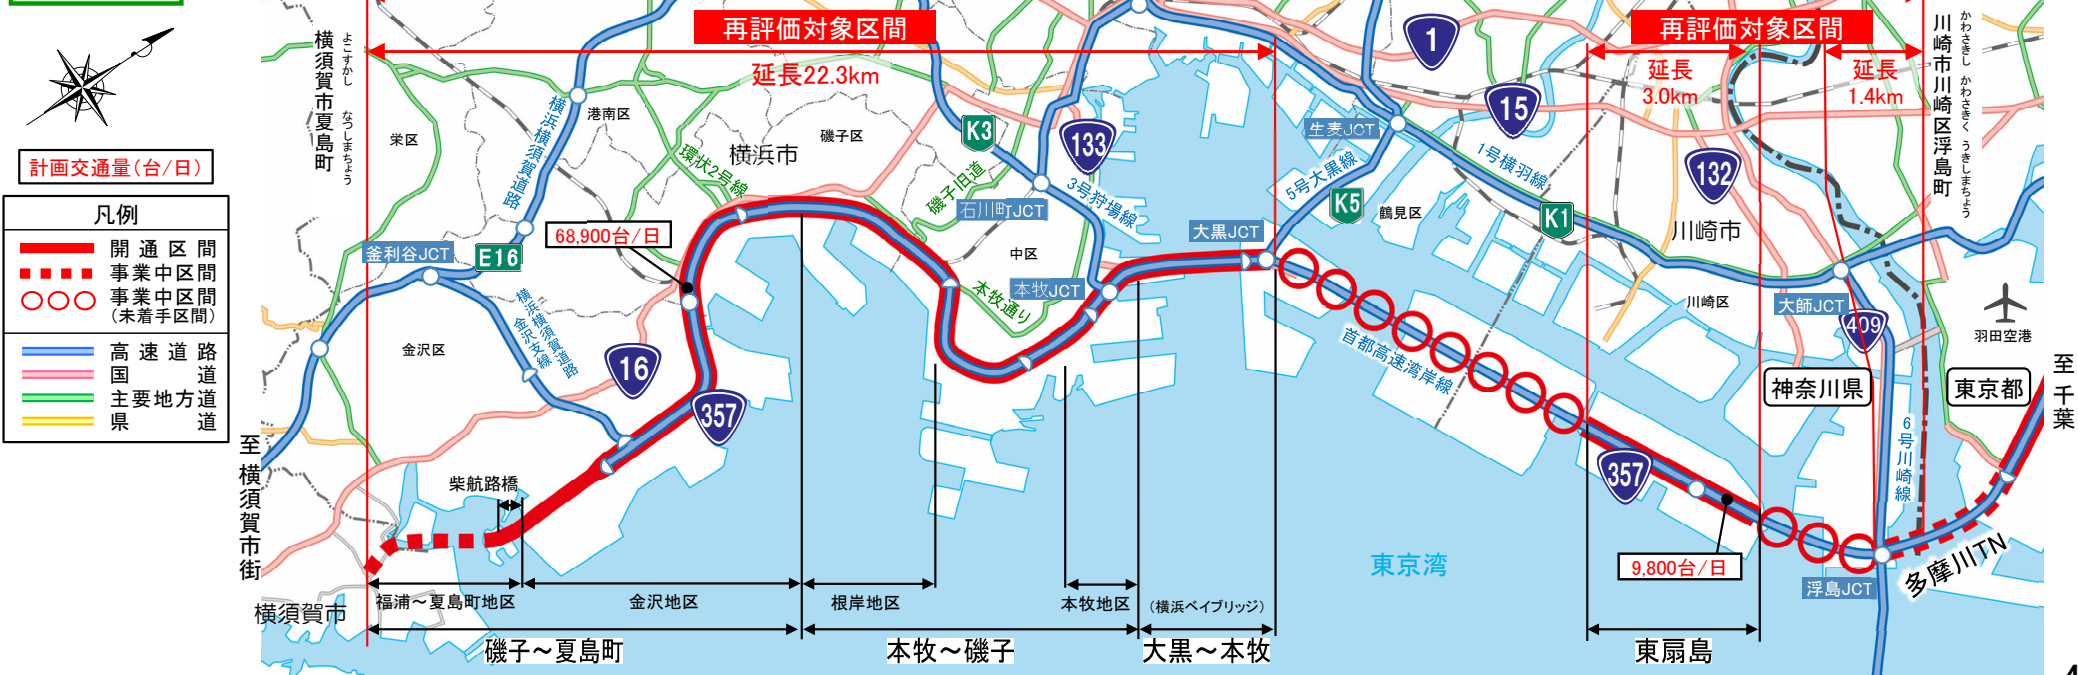 再評価対象区間
延長22.3km
再評価対象区間
延長
3.0km
延長
1.4km
横須賀市夏島町
よこすかし なつしまちょう
川崎市川崎区浮島町
かわさきし かわさきく うきしまちょう
計画交通量(台/日)
凡例
開通区間
事業中区間
事業中区間
(未着手区間)
高速道路
国道
主要地方道
県道
栄区
港南区
磯子区
横浜市
金沢区
中区
鶴見区
川崎市
川崎区
横浜横須賀道路
環状2号線
磯子旧道
石川町JCT
3号狩場線
K3
133
1
15
132
生麦JCT
1号横羽線
5号大黒線
K5
K1
大黒JCT
釜利谷JCT
E16
68,900台/日
本牧JCT
本牧通り
横浜横須賀道路
金沢支線
16
357
首都高速湾岸線
大師JCT
409
羽田空港
神奈川県
東京都
至千葉
6号川崎線
357
9,800台/日
浮島JCT
多摩川TN
東京湾
至横須賀市街
横須賀市
柴航路橋
福浦～夏島町地区
金沢地区
根岸地区
本牧地区
(横浜ベイブリッジ)
磯子～夏島町
本牧～磯子
大黒～本牧
東扇島